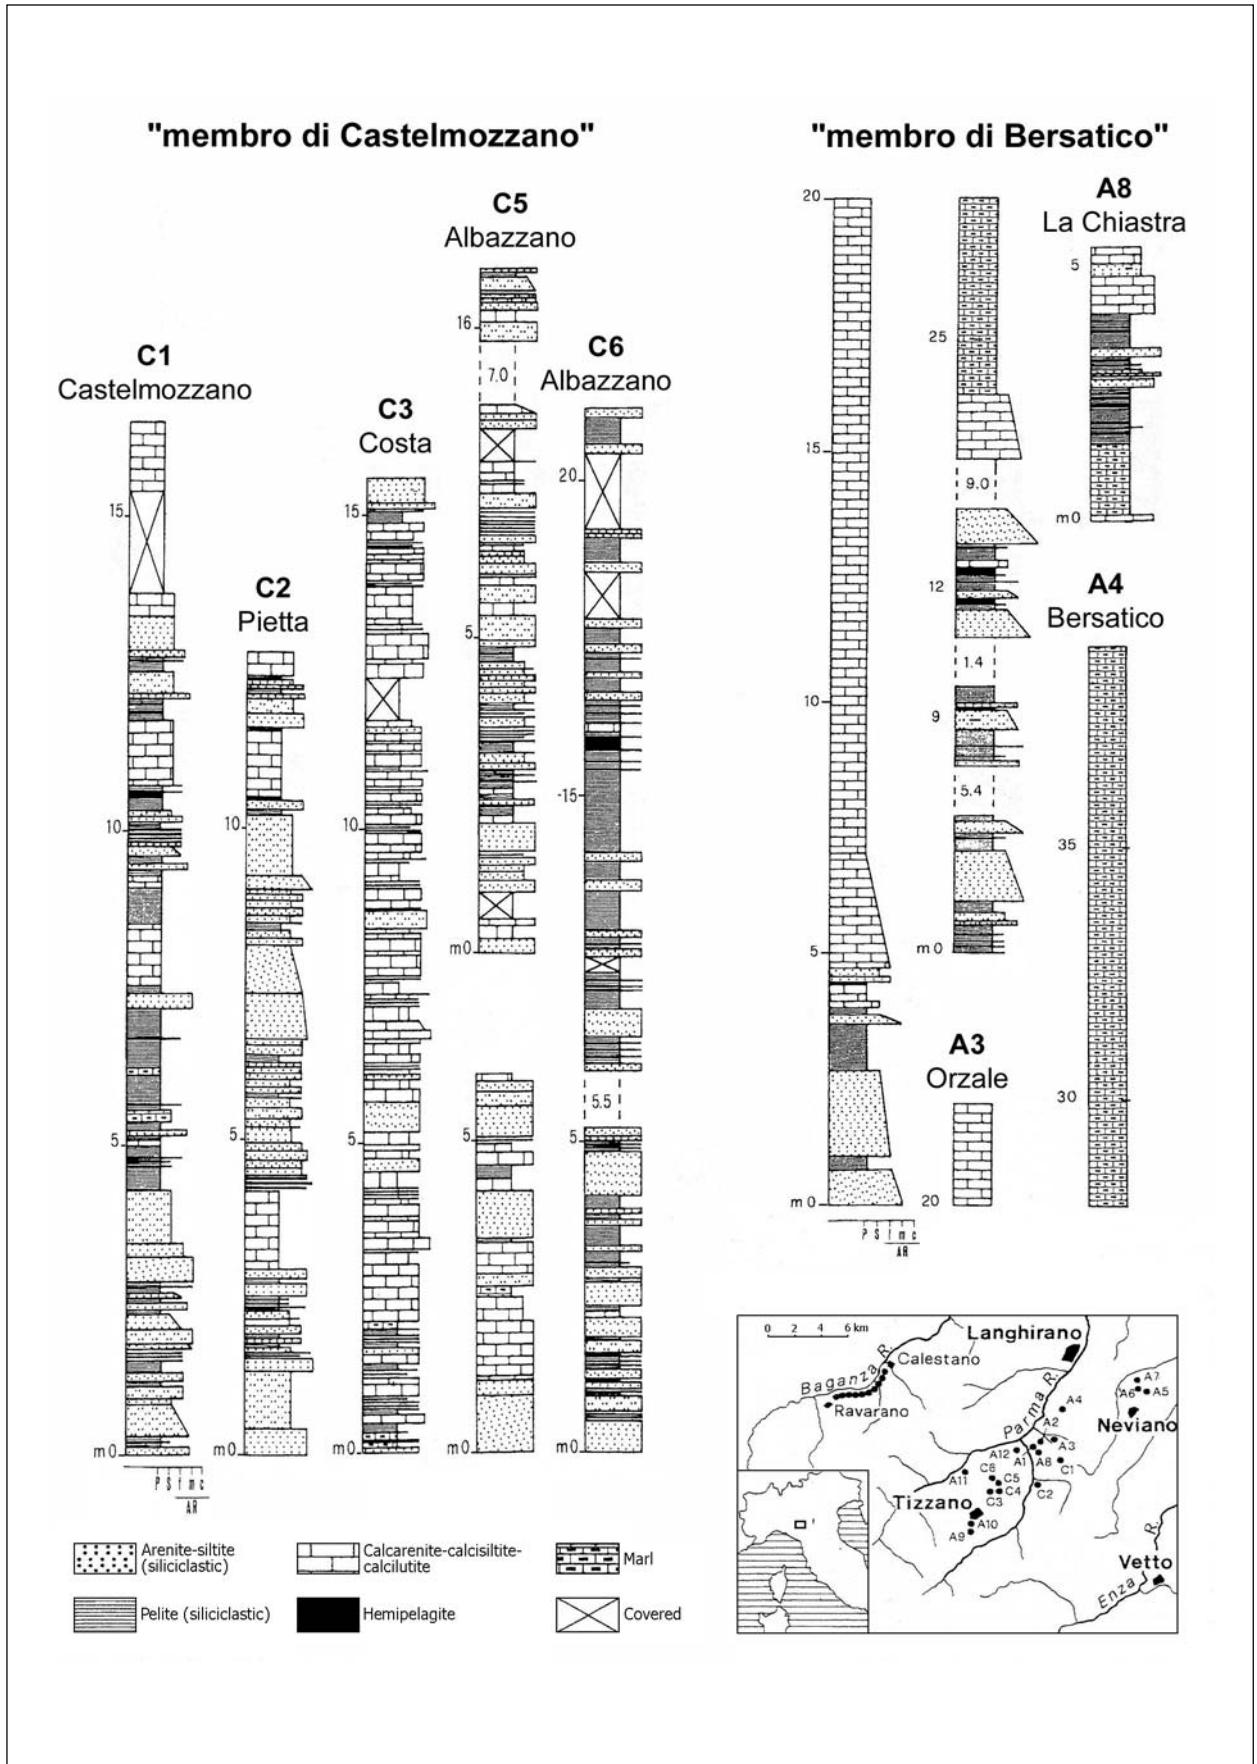 "membro di Castelmozzano"
"membro di Bersatico"
C1
Castelmozzano
15
10
5
m0
P S f m c
AR
C2
Pietta
10
5
m0
C3
Costa
15
10
5
m0
C5
Albazzano
16
7.0
5
m0
5
m0
C6
Albazzano
20
-15
5.5
5
m0
20
15
10
5
m0
P S f m c
AR
25
9.0
12
1.4
9
5.4
m0
A3
Orzale
20
A8
La Chiastra
5
m0
A4
Bersatico
35
30
Arenite-siltite
(siliciclastic)
Calcarenite-calcisiltite-
calcilutite
Marl
Pelite (siliciclastic)
Hemipelagite
Covered
0 2 4 6 km
Langhirano
Calestano
Baganza R.
Ravarano
Parma R.
A7
A6
A5
A4
Neviano
A2
A3
A12
A1
A8
C1
A11
C6
C5
C3
C4
C2
Tizzano
A10
A9
Vetto
Enza R.